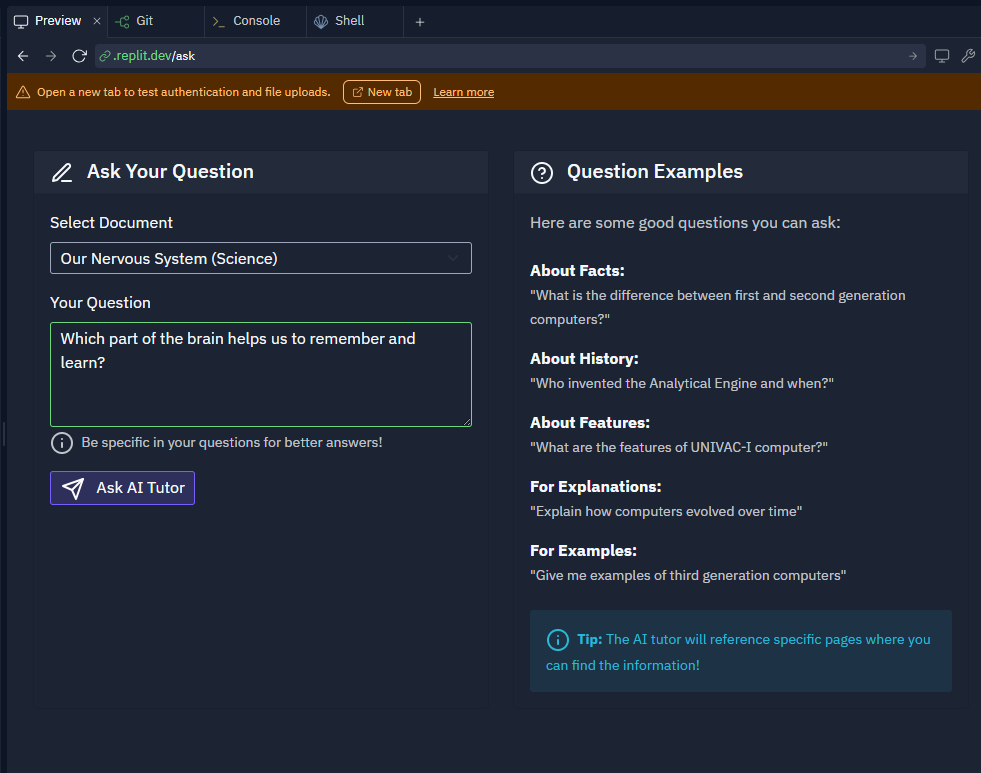 Preview
Git
Console
Shell
.replit.dev/ask
Open a new tab to test authentication and file uploads. New tab Learn more
Ask Your Question
Select Document
Our Nervous System (Science)
Your Question
Which part of the brain helps us to remember and
learn?
Be specific in your questions for better answers!
Ask AI Tutor
Question Examples
Here are some good questions you can ask:
About Facts:
"What is the difference between first and second generation
computers?"
About History:
"Who invented the Analytical Engine and when?"
About Features:
"What are the features of UNIVAC-I computer?"
For Explanations:
"Explain how computers evolved over time"
For Examples:
"Give me examples of third generation computers"
Tip: The AI tutor will reference specific pages where you
can find the information!